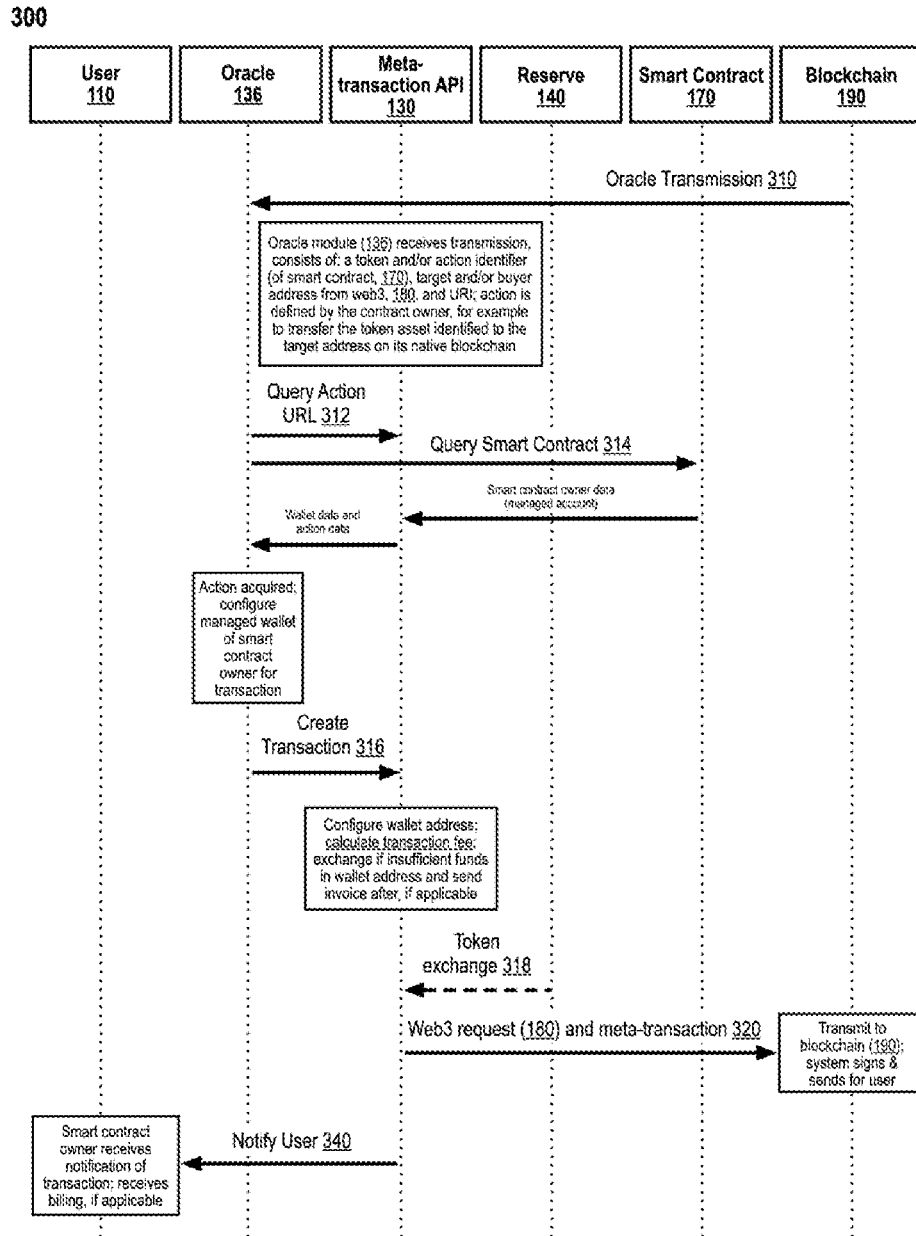 300
User
110
Oracle
136
Meta-
transaction API
130
Reserve
140
Smart Contract
170
Blockchain
190
Oracle Transmission 310
Oracle module (136) receives transmission,
consists of: a token and/or action identifier
(of smart contract, 170), target and/or buyer
address from web3, 180, and URI; action is
defined by the contract owner, for example
to transfer the token asset identified to the
target address on its native blockchain
Query Action
URL 312
Query Smart Contract 314
Smart contract owner data
(managed account)
Wallet data and
action data
Action acquired;
configure
managed wallet
of smart
contract
owner for
transaction
Create
Transaction 316
Configure wallet address;
calculate transaction fee;
exchange if insufficient funds
in wallet address and send
invoice after, if applicable
Token
exchange 318
Web3 request (180) and meta-transaction 320
Transmit to
blockchain (190);
system signs &
sends for user
Notify User 340
Smart contract
owner receives
notification of
transaction; receives
billing, if applicable